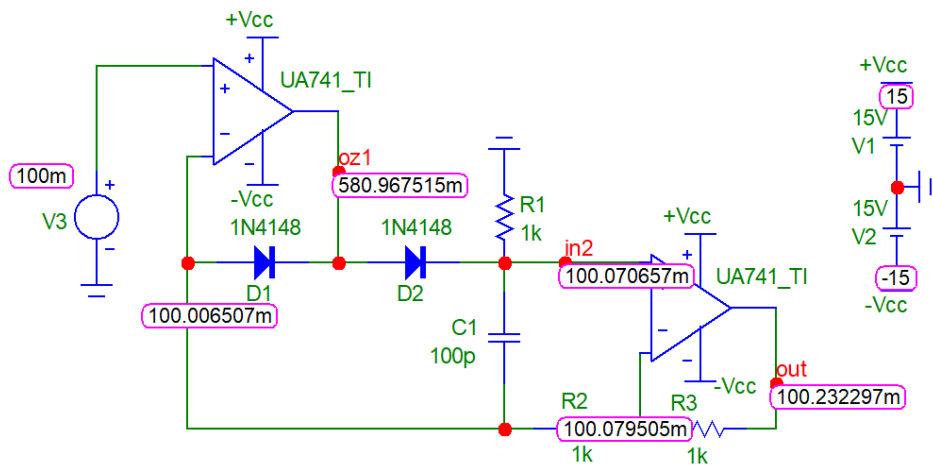 +Vcc
UA741_TI
100m
V3
-Vcc
oz1
580.967515m
1N4148
D1
1N4148
D2
100.006507m
R1
1k
C1
100p
in2
100.070657m
+Vcc
UA741_TI
-Vcc
out
100.232297m
R2
100.079505m
R3
1k
1k
+Vcc
15
15V
V1
15V
V2
-15
-Vcc